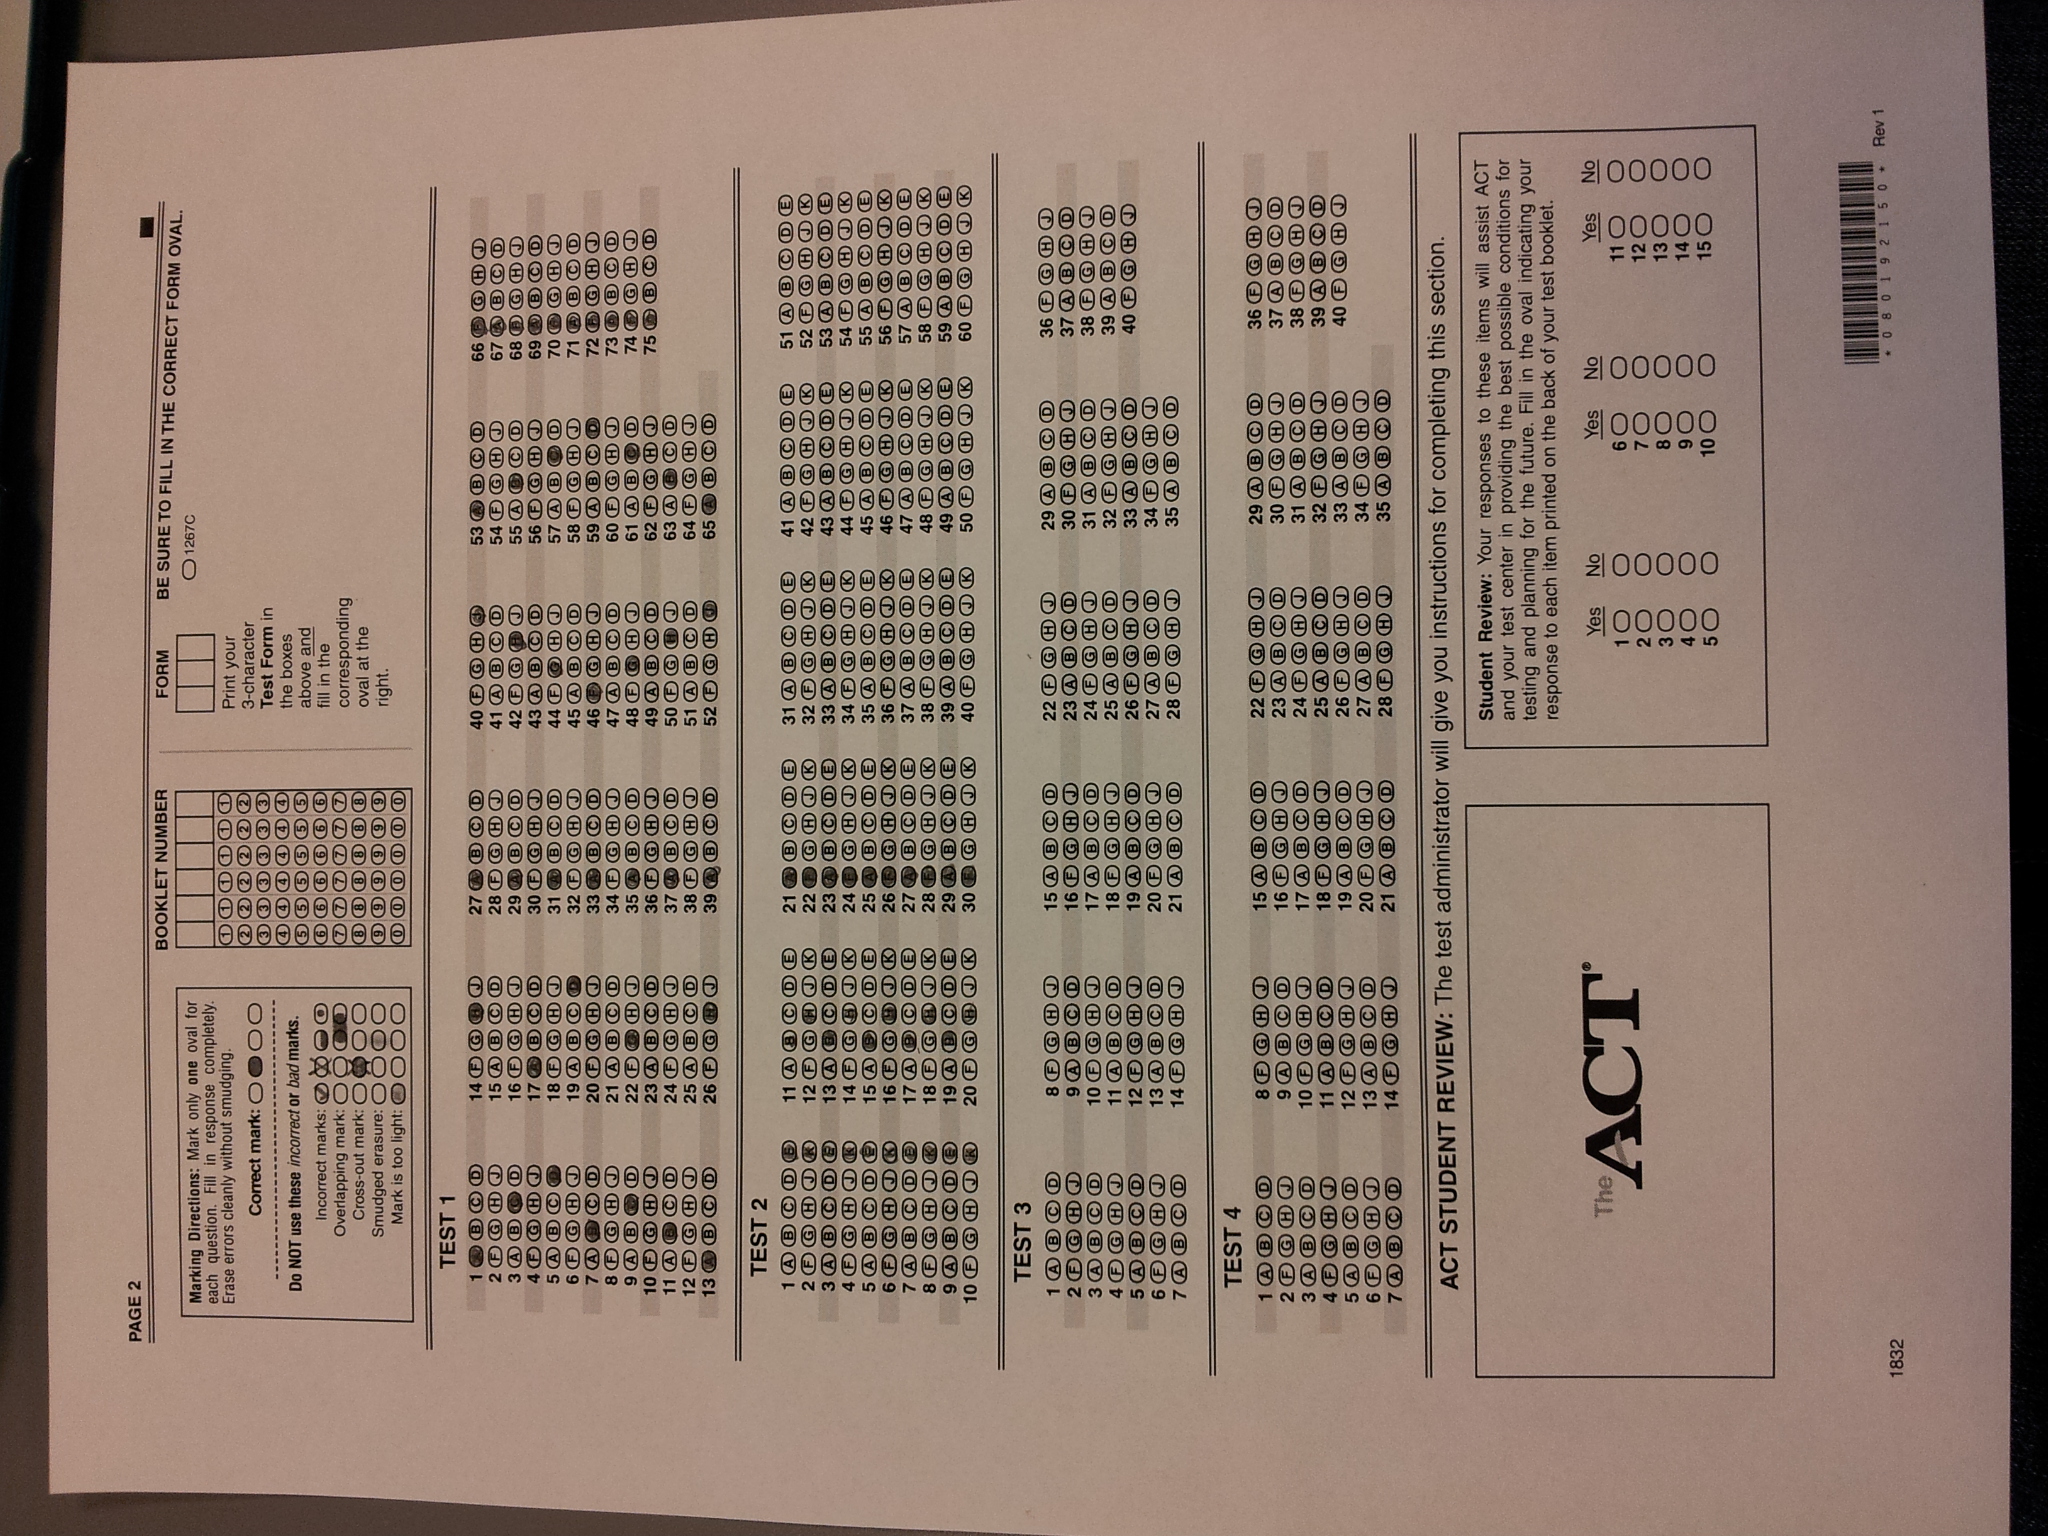 PAGE 2
Marking Directions: Mark only one oval for
each question. Fill in response completely.
Erase errors cleanly without smudging.
Correct mark:
Do NOT use these incorrect or bad marks.
Incorrect marks:
Overlapping mark:
Cross-out mark:
Smudged erasure:
Mark is too light:
BOOKLET NUMBER
1 1 1 1 1 1
2 2 2 2 2 2
3 3 3 3 3 3
4 4 4 4 4 4
5 5 5 5 5 5
6 6 6 6 6 6
7 7 7 7 7 7
8 8 8 8 8 8
9 9 9 9 9 9
0 0 0 0 0 0
FORM
Print your
3-character
Test Form in
the boxes
above and
fill in the
corresponding
oval at the
right.
BE SURE TO FILL IN THE CORRECT FORM OVAL.
1267C
TEST 1
1 A B C D 14 F G H J 27 A B C D 40 F G H J 53 A B C D 66 F G H J
2 F G H J 15 A B C D 28 F G H J 41 A B C D 54 F G H J 67 A B C D
3 A B C D 16 F G H J 29 A B C D 42 F G H J 55 A B C D 68 F G H J
4 F G H J 17 A B C D 30 F G H J 43 A B C D 56 F G H J 69 A B C D
5 A B C D 18 F G H J 31 A B C D 44 F G H J 57 A B C D 70 F G H J
6 F G H J 19 A B C D 32 F G H J 45 A B C D 58 F G H J 71 A B C D
7 A B C D 20 F G H J 33 A B C D 46 F G H J 59 A B C D 72 F G H J
8 F G H J 21 A B C D 34 F G H J 47 A B C D 60 F G H J 73 A B C D
9 A B C D 22 F G H J 35 A B C D 48 F G H J 61 A B C D 74 F G H J
10 F G H J 23 A B C D 36 F G H J 49 A B C D 62 F G H J 75 A B C D
11 A B C D 24 F G H J 37 A B C D 50 F G H J 63 A B C D
12 F G H J 25 A B C D 38 F G H J 51 A B C D 64 F G H J
13 A B C D 26 F G H J 39 A B C D 52 F G H J 65 A B C D
TEST 2
1 A B C D E 11 A B C D E 21 A B C D E 31 A B C D E 41 A B C D E 51 A B C D E
2 F G H J K 12 F G H J K 22 F G H J K 32 F G H J K 42 F G H J K 52 F G H J K
3 A B C D E 13 A B C D E 23 A B C D E 33 A B C D E 43 A B C D E 53 A B C D E
4 F G H J K 14 F G H J K 24 F G H J K 34 F G H J K 44 F G H J K 54 F G H J K
5 A B C D E 15 A B C D E 25 A B C D E 35 A B C D E 45 A B C D E 55 A B C D E
6 F G H J K 16 F G H J K 26 F G H J K 36 F G H J K 46 F G H J K 56 F G H J K
7 A B C D E 17 A B C D E 27 A B C D E 37 A B C D E 47 A B C D E 57 A B C D E
8 F G H J K 18 F G H J K 28 F G H J K 38 F G H J K 48 F G H J K 58 F G H J K
9 A B C D E 19 A B C D E 29 A B C D E 39 A B C D E 49 A B C D E 59 A B C D E
10 F G H J K 20 F G H J K 30 F G H J K 40 F G H J K 50 F G H J K 60 F G H J K
TEST 3
1 A B C D 8 F G H J 15 A B C D 22 F G H J 29 A B C D 36 F G H J
2 F G H J 9 A B C D 16 F G H J 23 A B C D 30 F G H J 37 A B C D
3 A B C D 10 F G H J 17 A B C D 24 F G H J 31 A B C D 38 F G H J
4 F G H J 11 A B C D 18 F G H J 25 A B C D 32 F G H J 39 A B C D
5 A B C D 12 F G H J 19 A B C D 26 F G H J 33 A B C D 40 F G H J
6 F G H J 13 A B C D 20 F G H J 27 A B C D 34 F G H J
7 A B C D 14 F G H J 21 A B C D 28 F G H J 35 A B C D
TEST 4
1 A B C D 8 F G H J 15 A B C D 22 F G H J 29 A B C D 36 F G H J
2 F G H J 9 A B C D 16 F G H J 23 A B C D 30 F G H J 37 A B C D
3 A B C D 10 F G H J 17 A B C D 24 F G H J 31 A B C D 38 F G H J
4 F G H J 11 A B C D 18 F G H J 25 A B C D 32 F G H J 39 A B C D
5 A B C D 12 F G H J 19 A B C D 26 F G H J 33 A B C D 40 F G H J
6 F G H J 13 A B C D 20 F G H J 27 A B C D 34 F G H J
7 A B C D 14 F G H J 21 A B C D 28 F G H J 35 A B C D
ACT STUDENT REVIEW: The test administrator will give you instructions for completing this section.
The ACT®
Student Review: Your responses to these items will assist ACT
and your test center in providing the best possible conditions for
testing and planning for the future. Fill in the oval indicating your
response to each item printed on the back of your test booklet.
Yes No Yes No Yes No
1 6 11
2 7 12
3 8 13
4 9 14
5 10 15
1832
* 0 8 0 1 9 2 1 5 0 * Rev 1